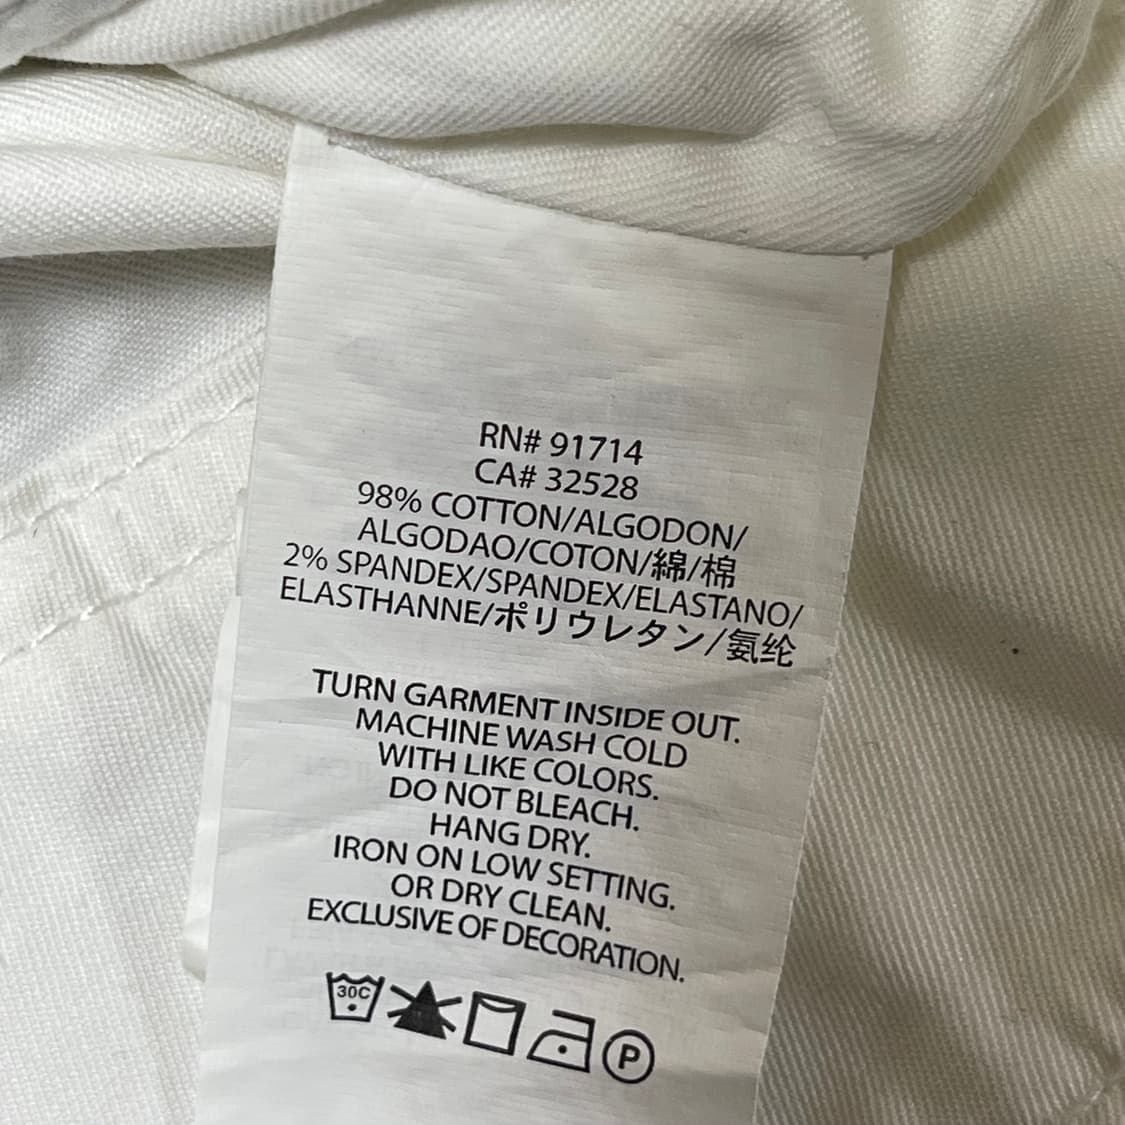 RN# 91714
CA# 32528
98% COTTON/ALGODON/
ALGODAO/COTON/綿/棉
2% SPANDEX/SPANDEX/ELASTANO/
ELASTHANNE/ポリウレタン/氨纶
TURN GARMENT INSIDE OUT.
MACHINE WASH COLD
WITH LIKE COLORS.
DO NOT BLEACH.
HANG DRY.
IRON ON LOW SETTING.
OR DRY CLEAN.
EXCLUSIVE OF DECORATION.
30C P